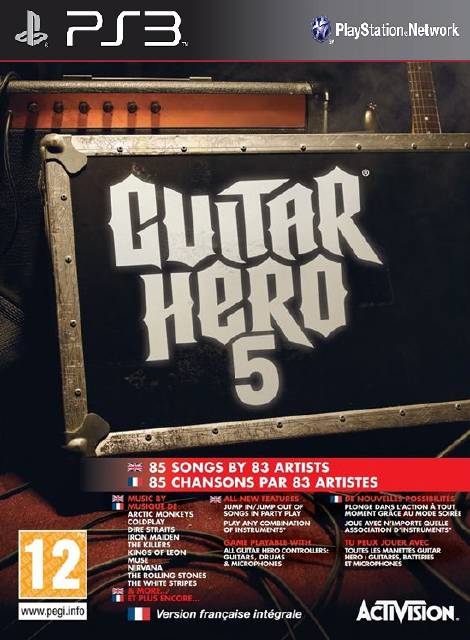 PS3
PlayStation®Network
GUITAR
HERO®
5
85 SONGS BY 83 ARTISTS
85 CHANSONS PAR 83 ARTISTES
MUSIC BY
MUSIQUE DE
ARCTIC MONKEYS
COLDPLAY
DIRE STRAITS
IRON MAIDEN
THE KILLERS
KINGS OF LEON
MUSE
NIRVANA
THE ROLLING STONES
THE WHITE STRIPES
& MORE...
ET PLUS ENCORE...
ALL NEW FEATURES
JUMP IN/JUMP OUT OF
SONGS IN PARTY PLAY
PLAY ANY COMBINATION
OF INSTRUMENTS*
GAME PLAYABLE WITH
ALL GUITAR HERO CONTROLLERS:
GUITARS, DRUMS
& MICROPHONES
DE NOUVELLES POSSIBILITÉS
PLONGE DANS L'ACTION À TOUT
MOMENT GRÂCE AU MODE SOIRÉE
JOUE AVEC N'IMPORTE QUELLE
ASSOCIATION D'INSTRUMENTS*
TU PEUX JOUER AVEC
TOUTES LES MANETTES GUITAR
HERO : GUITARES, BATTERIES
ET MICROPHONES
12
www.pegi.info
Version française intégrale
ACTIVISION®